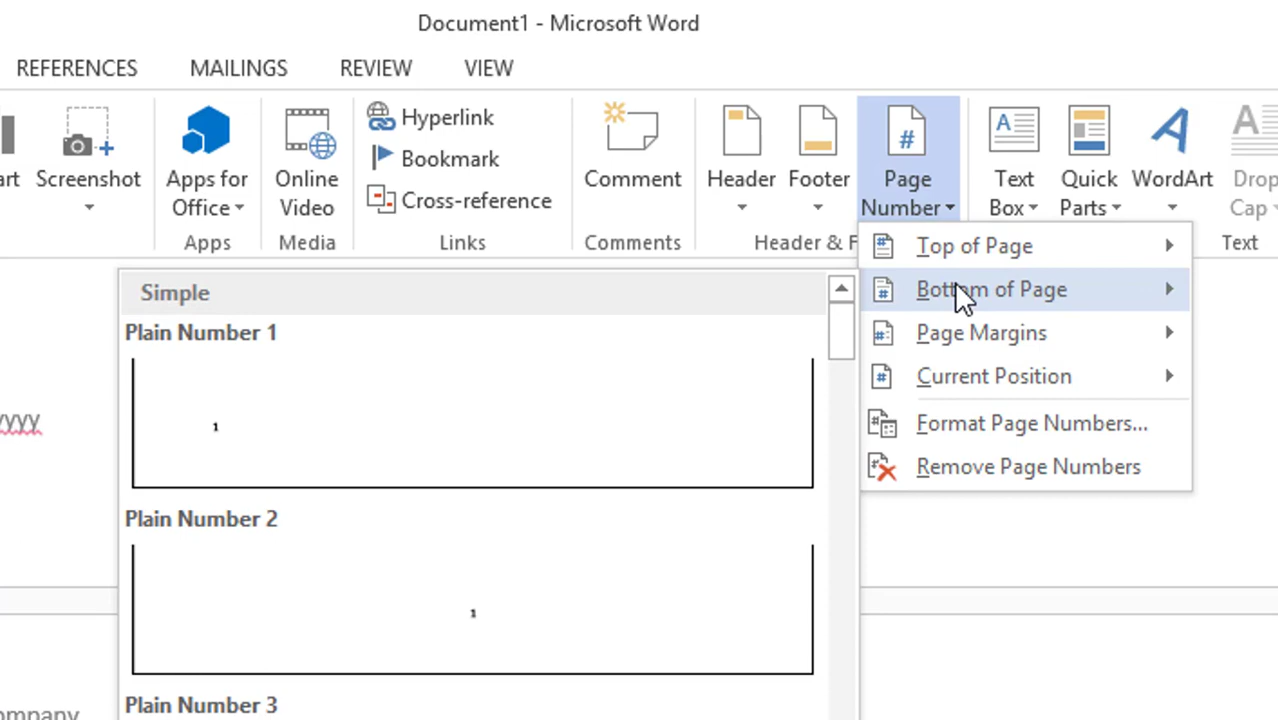 Document1 - Microsoft Word
REFERENCES MAILINGS REVIEW VIEW
Screenshot
Apps for
Office
Apps
Online
Video
Media
Hyperlink
Bookmark
Cross-reference
Links
Comment
Comments
Header
Footer
Page
Number
Header & F
Text
Box
Quick
Parts
WordArt
Drop
Cap
Text
Top of Page
Bottom of Page
Page Margins
Current Position
Format Page Numbers...
Remove Page Numbers
Simple
Plain Number 1
1
Plain Number 2
1
Plain Number 3